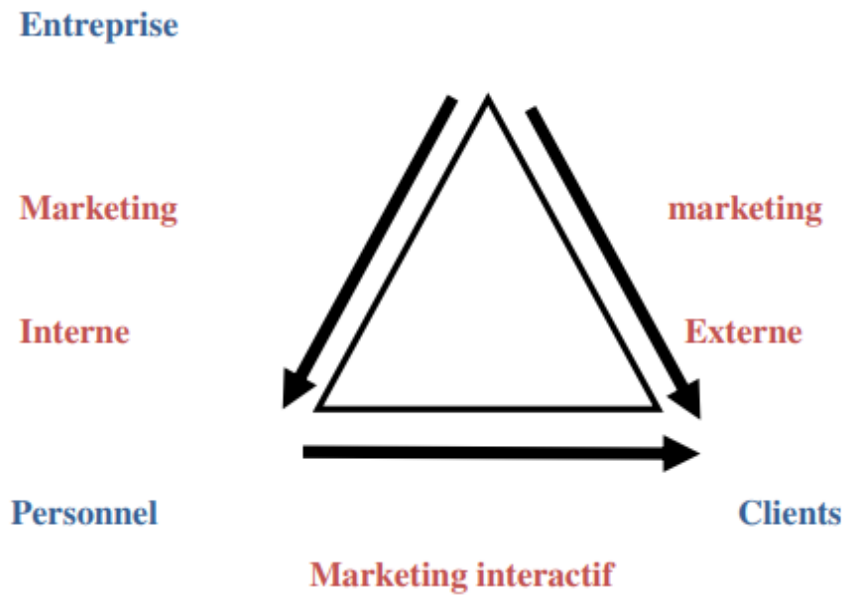 Entreprise
Marketing
marketing
Interne
Externe
Personnel
Clients
Marketing interactif